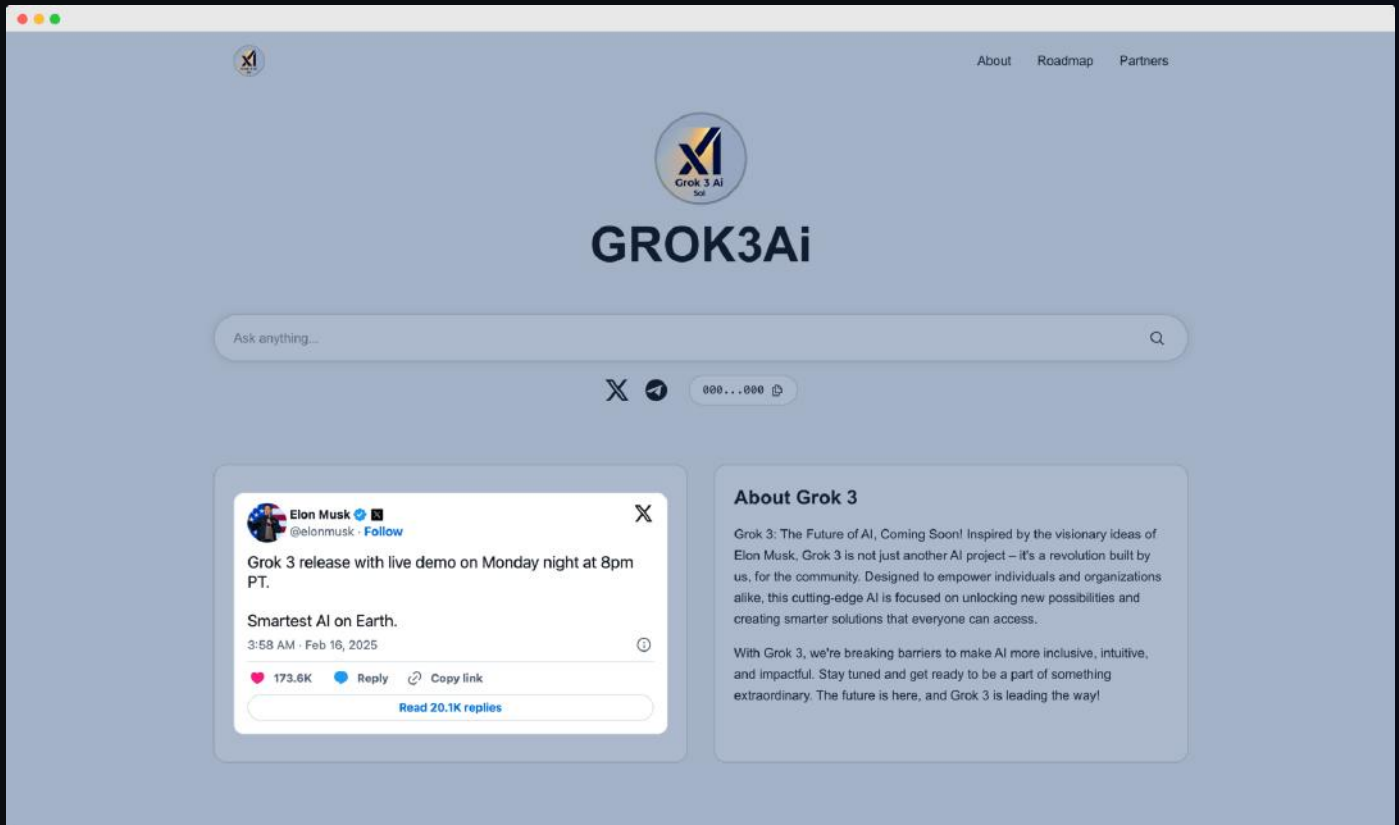 About Roadmap Partners
Grok 3 Ai
Sol
GROK3Ai
Ask anything...
000...000
Elon Musk
@elonmusk · Follow
Grok 3 release with live demo on Monday night at 8pm
PT.
Smartest AI on Earth.
3:58 AM · Feb 16, 2025
173.6K Reply Copy link
Read 20.1K replies
About Grok 3
Grok 3: The Future of AI, Coming Soon! Inspired by the visionary ideas of
Elon Musk, Grok 3 is not just another AI project – it's a revolution built by
us, for the community. Designed to empower individuals and organizations
alike, this cutting-edge AI is focused on unlocking new possibilities and
creating smarter solutions that everyone can access.
With Grok 3, we're breaking barriers to make AI more inclusive, intuitive,
and impactful. Stay tuned and get ready to be a part of something
extraordinary. The future is here, and Grok 3 is leading the way!